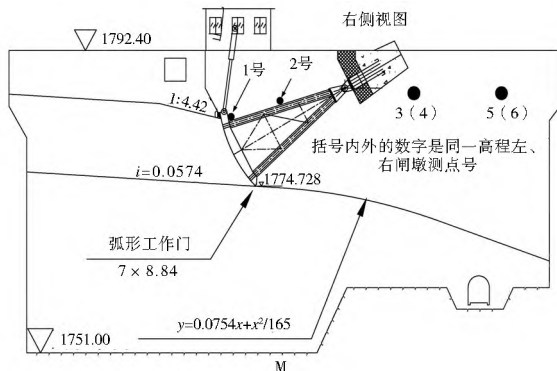 右侧视图
1792.40
1号
2号
1:4.42
3（4）
5（6）
括号内外的数字是同一高程左、
右闸墩测点号
i=0.0574
1774.728
弧形工作门
7×8.84
y=0.0754x+x²/165
1751.00
M